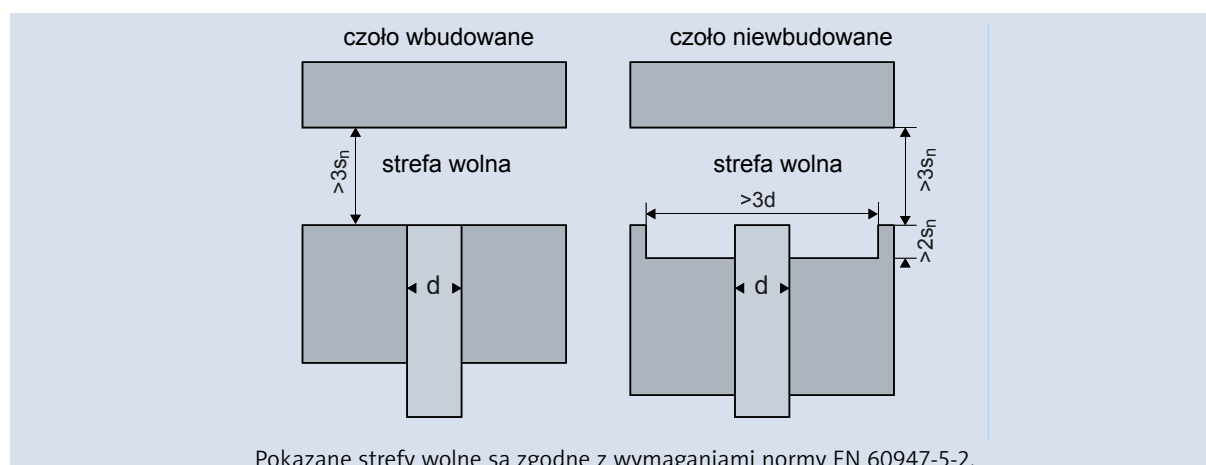 czoło wbudowane
czoło niewbudowane
>3sn
strefa wolna
strefa wolna
>3sn
>3d
>2sn
d
d
Pokazane strefy wolne są zgodne z wymaganiami normy EN 60947-5-2.